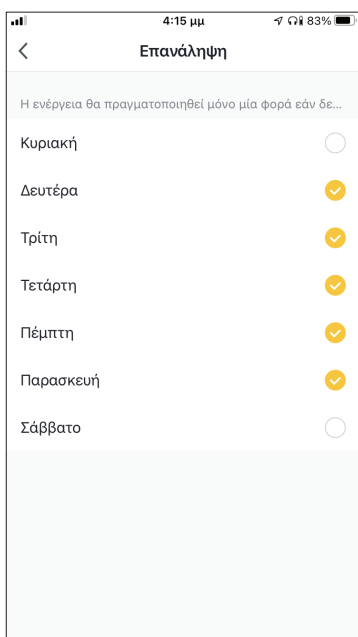 4:15 μμ 83%
Επανάληψη
Η ενέργεια θα πραγματοποιηθεί μόνο μία φορά εάν δε...
Κυριακή
Δευτέρα
Τρίτη
Τετάρτη
Πέμπτη
Παρασκευή
Σάββατο